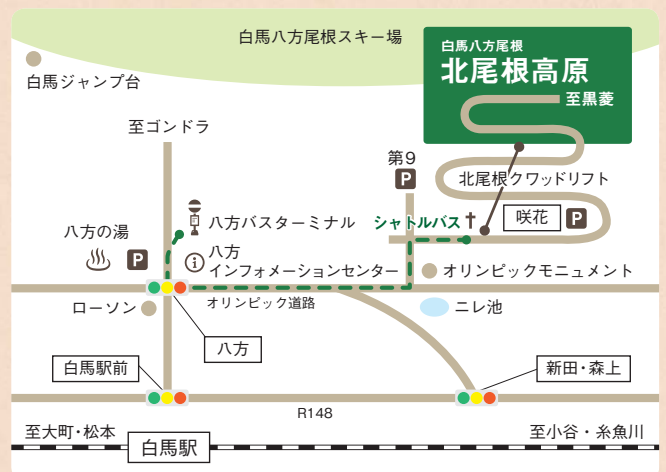 白馬八方尾根スキー場
白馬八方尾根
北尾根高原
至黒菱
白馬ジャンプ台
至ゴンドラ
第9
P
北尾根クワッドリフト
八方バスターミナル
シャトルバス
咲花
P
八方の湯
P
i
八方
インフォメーションセンター
オリンピックモニュメント
オリンピック道路
ローソン
ニレ池
八方
白馬駅前
新田・森上
R148
至大町・松本
白馬駅
至小谷・糸魚川